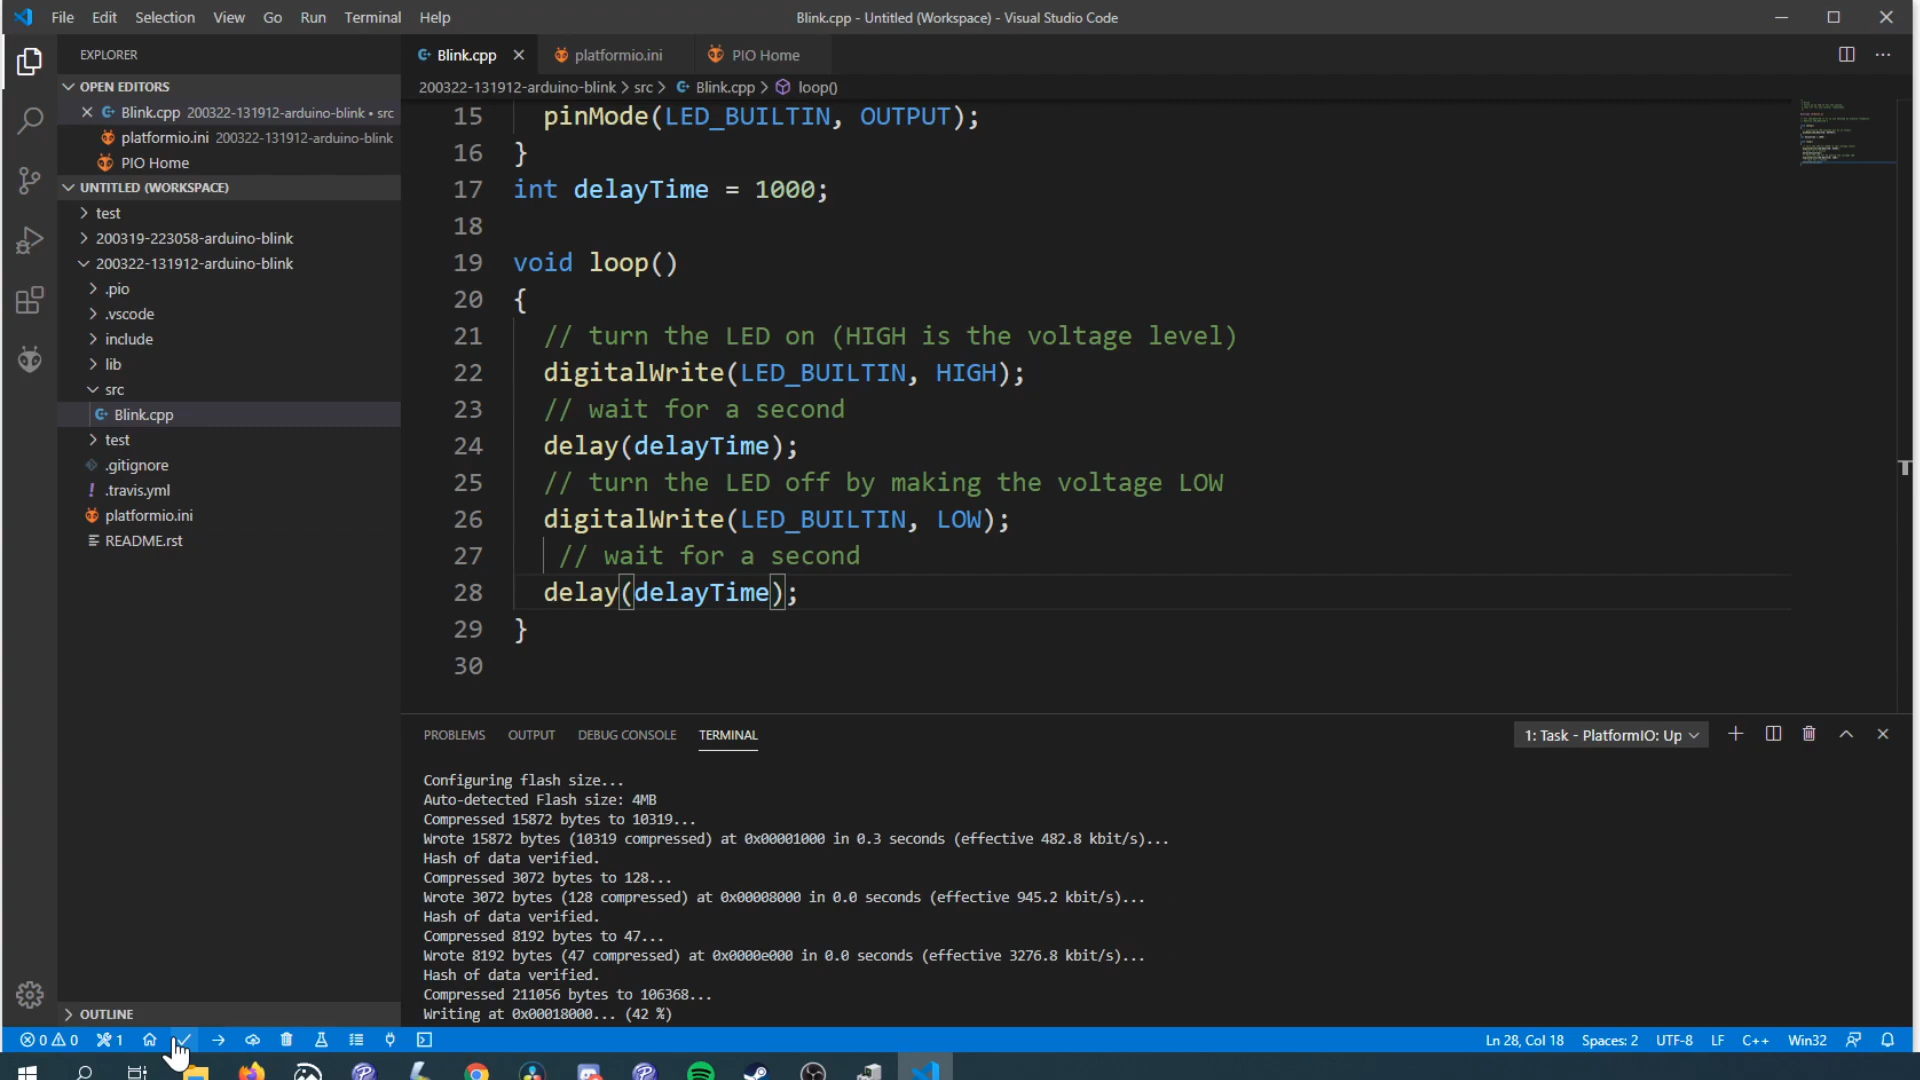 File Edit Selection View Go Run Terminal Help Blink.cpp - Untitled (Workspace) - Visual Studio Code
EXPLORER
Blink.cpp platformio.ini PIO Home
OPEN EDITORS
200322-131912-arduino-blink > src > Blink.cpp > loop()
Blink.cpp 200322-131912-arduino-blink • src
platformio.ini 200322-131912-arduino-blink
PIO Home
UNTITLED (WORKSPACE)
test
200319-223058-arduino-blink
200322-131912-arduino-blink
.pio
.vscode
include
lib
src
Blink.cpp
test
.gitignore
.travis.yml
platformio.ini
README.rst
OUTLINE
15 pinMode(LED_BUILTIN, OUTPUT);
16 }
17 int delayTime = 1000;
18
19 void loop()
20 {
21 // turn the LED on (HIGH is the voltage level)
22 digitalWrite(LED_BUILTIN, HIGH);
23 // wait for a second
24 delay(delayTime);
25 // turn the LED off by making the voltage LOW
26 digitalWrite(LED_BUILTIN, LOW);
27 // wait for a second
28 delay(delayTime);
29 }
30
PROBLEMS OUTPUT DEBUG CONSOLE TERMINAL 1: Task - PlatformIO: Up
Configuring flash size...
Auto-detected Flash size: 4MB
Compressed 15872 bytes to 10319...
Wrote 15872 bytes (10319 compressed) at 0x00001000 in 0.3 seconds (effective 482.8 kbit/s)...
Hash of data verified.
Compressed 3072 bytes to 128...
Wrote 3072 bytes (128 compressed) at 0x00008000 in 0.0 seconds (effective 945.2 kbit/s)...
Hash of data verified.
Compressed 8192 bytes to 47...
Wrote 8192 bytes (47 compressed) at 0x0000e000 in 0.0 seconds (effective 3276.8 kbit/s)...
Hash of data verified.
Compressed 211056 bytes to 106368...
Writing at 0x00018000... (42 %)
0 0 1 Ln 28, Col 18 Spaces: 2 UTF-8 LF C++ Win32